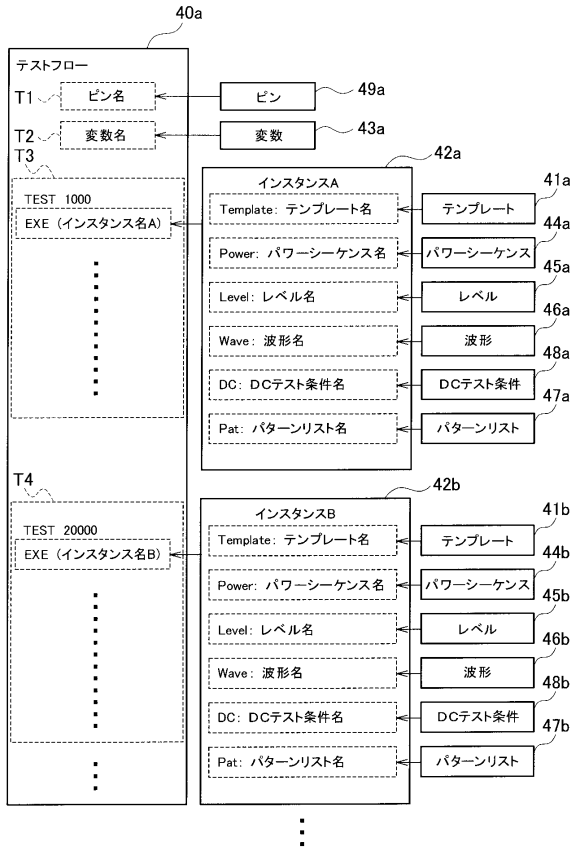 40a
テストフロー
T1
ピン名
ピン
49a
T2
変数名
変数
43a
T3
42a
TEST 1000
EXE (インスタンス名A)
インスタンスA
41a
Template: テンプレート名
テンプレート
44a
Power: パワーシーケンス名
パワーシーケンス
45a
Level: レベル名
レベル
46a
Wave: 波形名
波形
48a
DC: DCテスト条件名
DCテスト条件
47a
Pat: パターンリスト名
パターンリスト
T4
42b
TEST 20000
EXE (インスタンス名B)
インスタンスB
41b
Template: テンプレート名
テンプレート
44b
Power: パワーシーケンス名
パワーシーケンス
45b
Level: レベル名
レベル
46b
Wave: 波形名
波形
48b
DC: DCテスト条件名
DCテスト条件
47b
Pat: パターンリスト名
パターンリスト